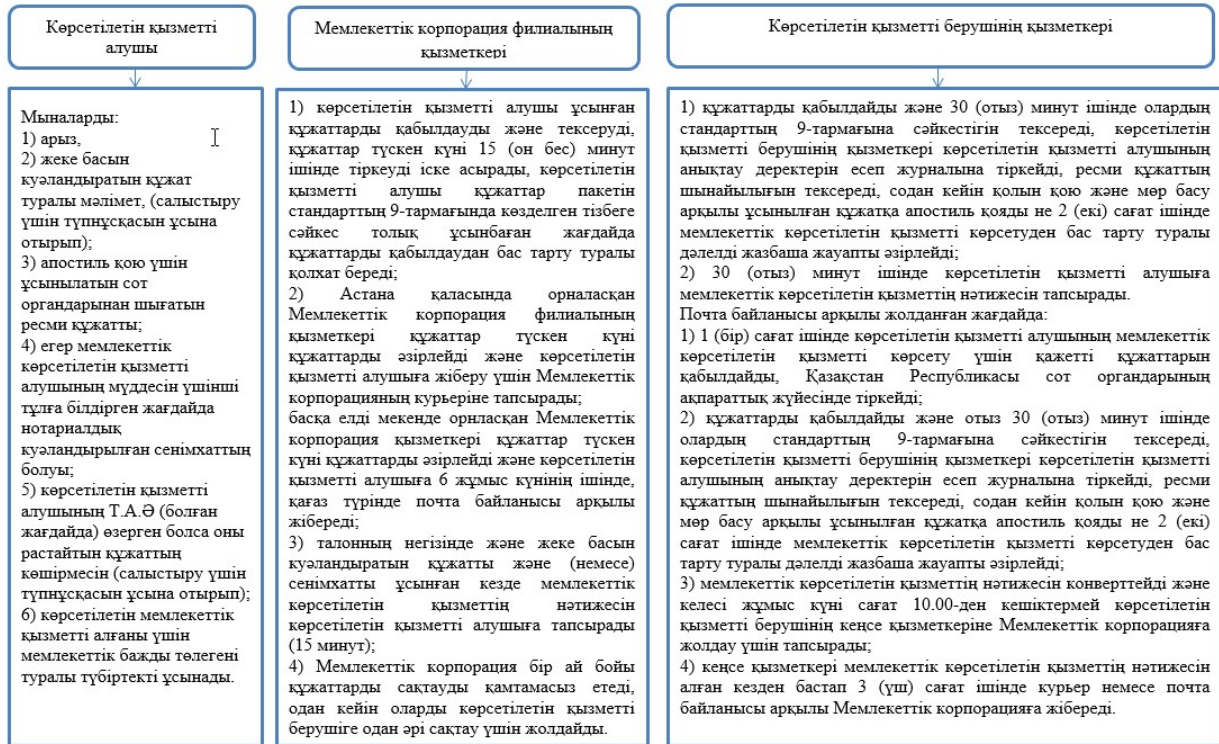 Көрсетілетін қызметті
алушы
Мемлекеттік корпорация филиалының
қызметкері
Көрсетілетін қызметті берушінің қызметкері
Мыналарды:
1) арыз,
2) жеке басын
куәландыратын құжат
туралы мәлімет, (салыстыру
үшін түпнұсқасын ұсына
отырып);
3) апостиль қою үшін
ұсынылатын сот
органдарынан шығатын
ресми құжатты;
4) егер мемлекеттік
көрсетілетін қызметті
алушының мүддесін үшінші
тұлға білдірген жағдайда
нотариалдық
куәландырылған сенімхаттың
болуы;
5) көрсетілетін қызметті
алушының Т.А.Ә (болған
жағдайда) өзерген болса оны
растайтын құжаттың
көшірмесін (салыстыру үшін
түпнұсқасын ұсына отырып);
6) көрсетілетін мемлекеттік
қызметті алғаны үшін
мемлекеттік бажды төлегені
туралы түбіртекті ұсынады.
1) көрсетілетін қызметті алушы ұсынған
құжаттарды қабылдауды және тексеруді,
құжаттар түскен күні 15 (он бес) минут
ішінде тіркеуді іске асырады, көрсетілетін
қызметті алушы құжаттар пакетін
стандарттың 9-тармағында көзделген тізбеге
сәйкес толық ұсынбаған жағдайда
құжаттарды қабылдаудан бас тарту туралы
қолхат береді;
2) Астана қаласында орналасқан
Мемлекеттік корпорация филиалының
қызметкері құжаттар түскен күні
құжаттарды әзірлейді және көрсетілетін
қызметті алушыға жіберу үшін Мемлекеттік
корпорацияның курьеріне тапсырады;
басқа елді мекенде орнласқан Мемлекеттік
корпорация қызметкері құжаттар түскен
күні құжаттарды әзірлейді және көрсетілетін
қызметті алушыға 6 жұмыс күнінің ішінде,
қағаз түрінде почта байланысы арқылы
жібереді;
3) талонның негізінде және жеке басын
куәландыратын құжатты және (немесе)
сенімхатты ұсынған кезде мемлекеттік
көрсетілетін қызметтің нәтижесін
көрсетілетін қызметті алушыға тапсырады
(15 минут);
4) Мемлекеттік корпорация бір ай бойы
құжаттарды сақтауды қамтамасыз етеді,
одан кейін оларды көрсетілетін қызметті
берушіге одан әрі сақтау үшін жолдайды.
1) құжаттарды қабылдайды және 30 (отыз) минут ішінде олардың
стандарттың 9-тармағына сәйкестігін тексереді, көрсетілетін
қызметті берушінің қызметкері көрсетілетін қызметті алушының
анықтау деректерін есеп журналына тіркейді, ресми құжаттың
шынайылығын тексереді, содан кейін қолын қою және мөр басу
арқылы ұсынылған құжатқа апостиль қояды не 2 (екі) сағат ішінде
мемлекеттік көрсетілетін қызметті көрсетуден бас тарту туралы
дәлелді жазбаша жауапты әзірлейді;
2) 30 (отыз) минут ішінде көрсетілетін қызметті алушыға
мемлекеттік көрсетілетін қызметтің нәтижесін тапсырады.
Почта байланысы арқылы жолданған жағдайда:
1) 1 (бір) сағат ішінде көрсетілетін қызметті алушының мемлекеттік
көрсетілетін қызметті көрсету үшін қажетті құжаттарын
қабылдайды, Қазақстан Республикасы сот органдарының
ақпараттық жүйесінде тіркейді;
2) құжаттарды қабылдайды және отыз 30 (отыз) минут ішінде
олардың стандарттың 9-тармағына сәйкестігін тексереді,
көрсетілетін қызметті берушінің қызметкері көрсетілетін қызметті
алушының анықтау деректерін есеп журналына тіркейді, ресми
құжаттың шынайылығын тексереді, содан кейін қолын қою және
мөр басу арқылы ұсынылған құжатқа апостиль қояды не 2 (екі)
сағат ішінде мемлекеттік көрсетілетін қызметті көрсетуден бас
тарту туралы дәлелді жазбаша жауапты әзірлейді;
3) мемлекеттік көрсетілетін қызметтің нәтижесін конверттейді және
келесі жұмыс күні сағат 10.00-ден кешіктермей көрсетілетін
қызметті берушінің кеңсе қызметкеріне Мемлекеттік корпорацияға
жолдау үшін тапсырады;
4) кеңсе қызметкері мемлекеттік көрсетілетін қызметтің нәтижесін
алған кезден бастап 3 (үш) сағат ішінде курьер немесе почта
байланысы арқылы Мемлекеттік корпорацияға жібереді.